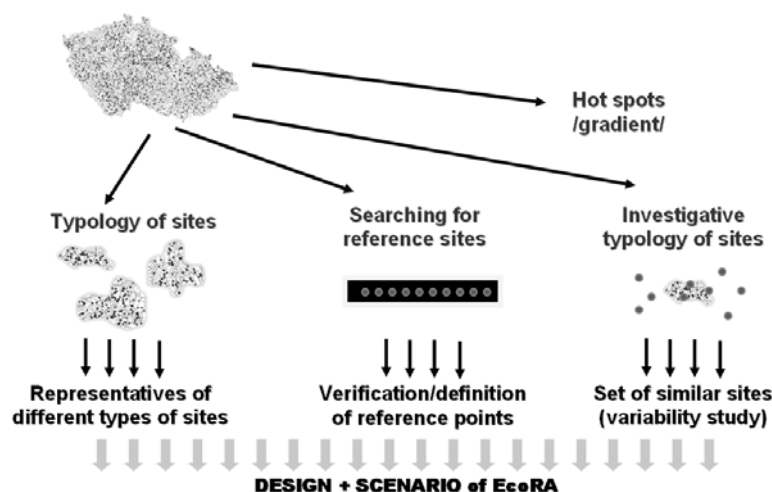 Hot spots
/gradient/
Typology of sites
Searching for
reference sites
Investigative
typology of sites
Representatives of
different types of sites
Verification/definition
of reference points
Set of similar sites
(variability study)
DESIGN + SCENARIO of EcoRA